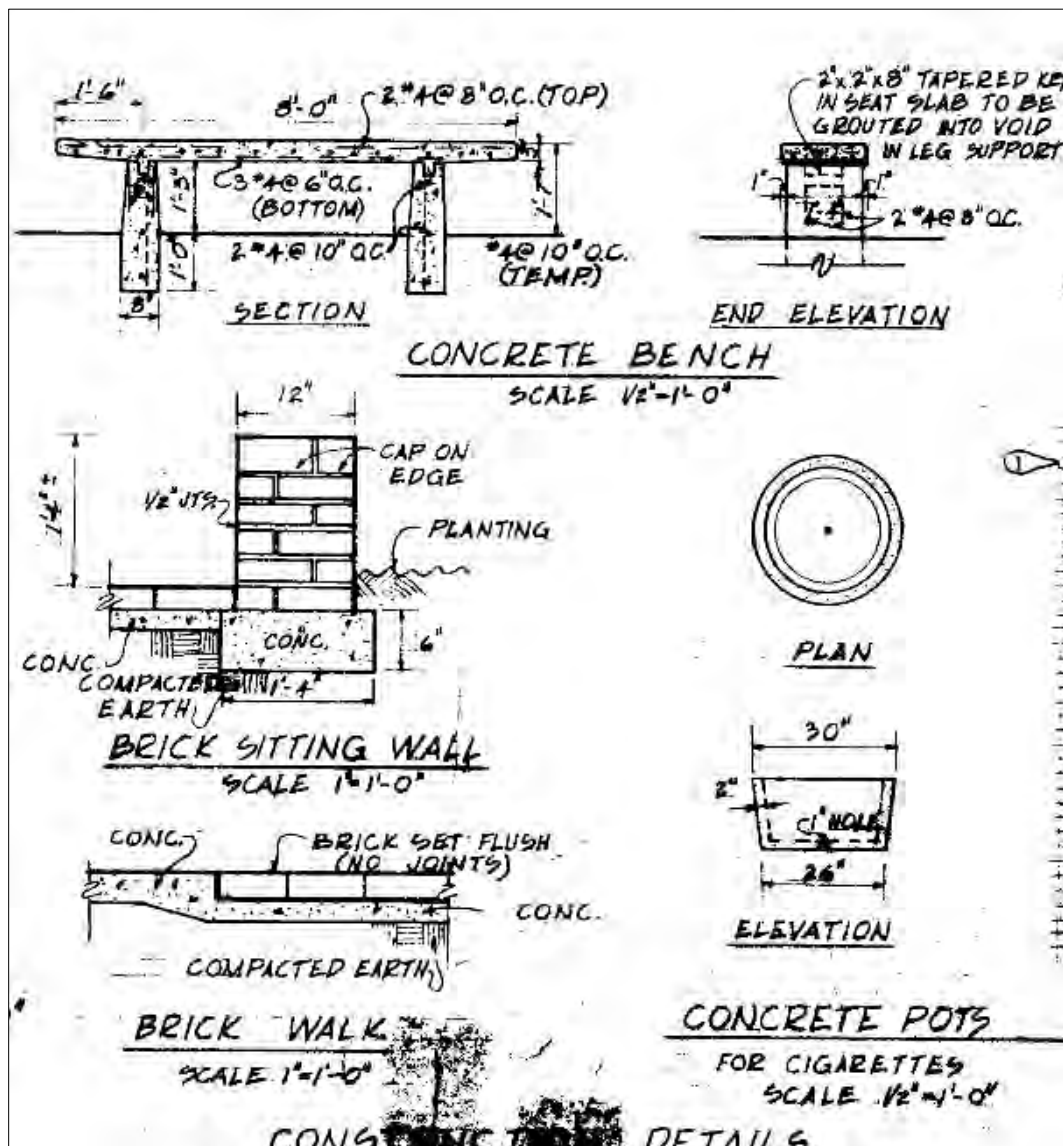 1'-6"
8'-0"
2 #4 @ 8" O.C. (TOP)
3 #4 @ 6" O.C.
(BOTTOM)
1'-3"
1'-0"
2 #4 @ 10" O.C.
#4 @ 10" O.C.
(TEMP.)
8"
SECTION
2"x 2"x 8" TAPERED
IN SEAT SLAB TO BE
GROUTED INTO VOID
IN LEG SUPPORT
1"
1"
2 #4 @ 8" O.C.
END ELEVATION
CONCRETE BENCH
SCALE 1/2"=1'-0"
12"
CAP ON
EDGE
1'-4"±
1/2" JTS.
PLANTING
CONC.
CONC.
6"
COMPACTED
EARTH
1'-4"
BRICK SITTING WALL
SCALE 1"=1'-0"
PLAN
30"
2"
1" HOLE
26"
ELEVATION
CONCRETE POTS
FOR CIGARETTES
SCALE 1/2"=1'-0"
CONC.
BRICK SET FLUSH
(NO JOINTS)
CONC.
COMPACTED EARTH
BRICK WALK
SCALE 1"=1'-0"
CONSTRUCTION DETAILS